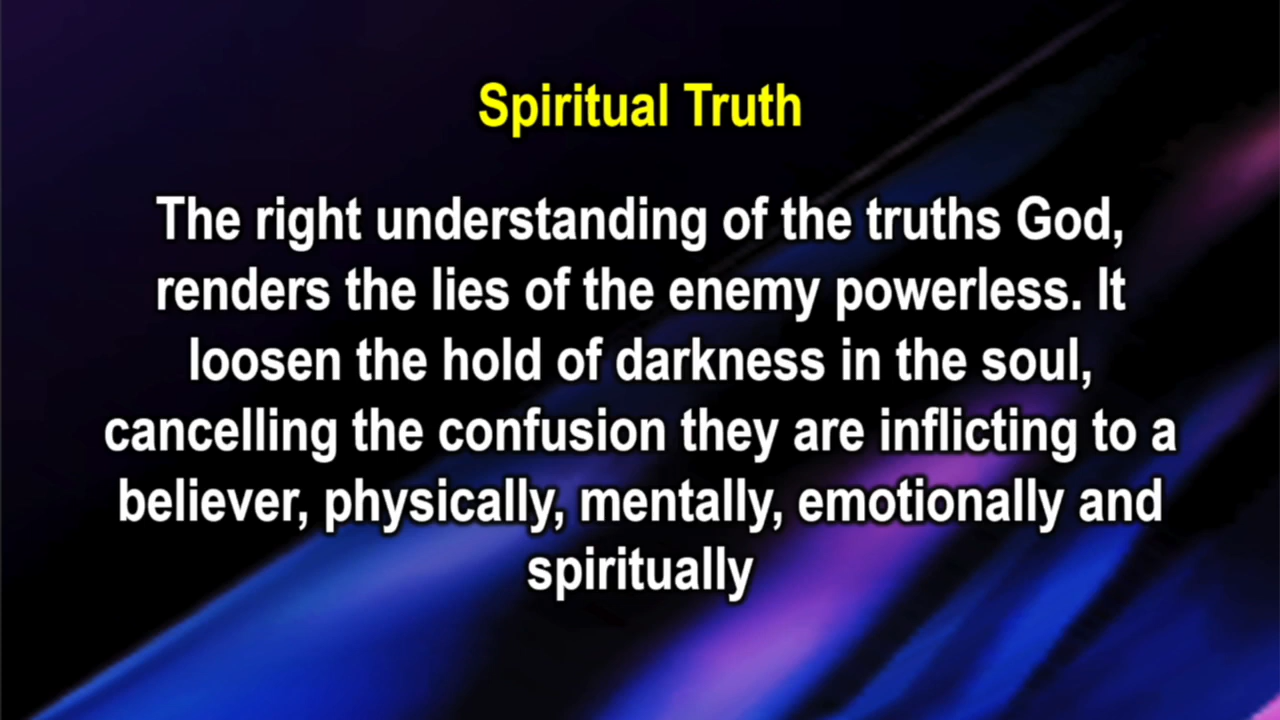 Spiritual Truth
The right understanding of the truths God,
renders the lies of the enemy powerless. It
loosen the hold of darkness in the soul,
cancelling the confusion they are inflicting to a
believer, physically, mentally, emotionally and
spiritually